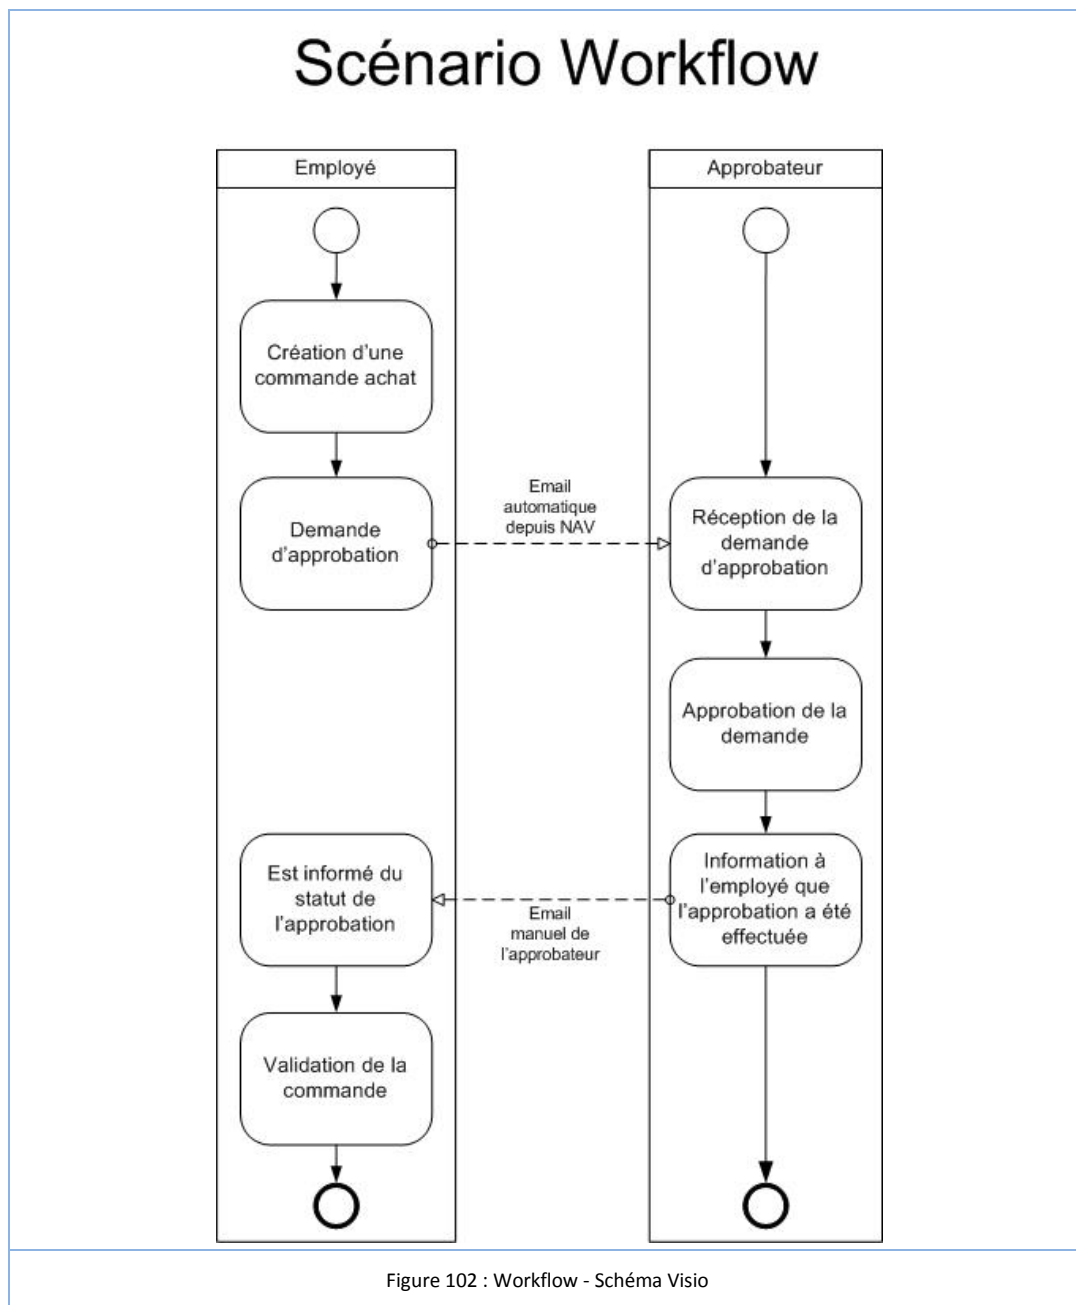 Scénario Workflow
Employé
Approbateur
Création d'une
commande achat
Demande
d'approbation
Email
automatique
depuis NAV
Réception de la
demande
d'approbation
Approbation de la
demande
Information à
l'employé que
l'approbation a été
effectuée
Email
manuel de
l'approbateur
Est informé du
statut de
l'approbation
Validation de la
commande
Figure 102 : Workflow - Schéma Visio